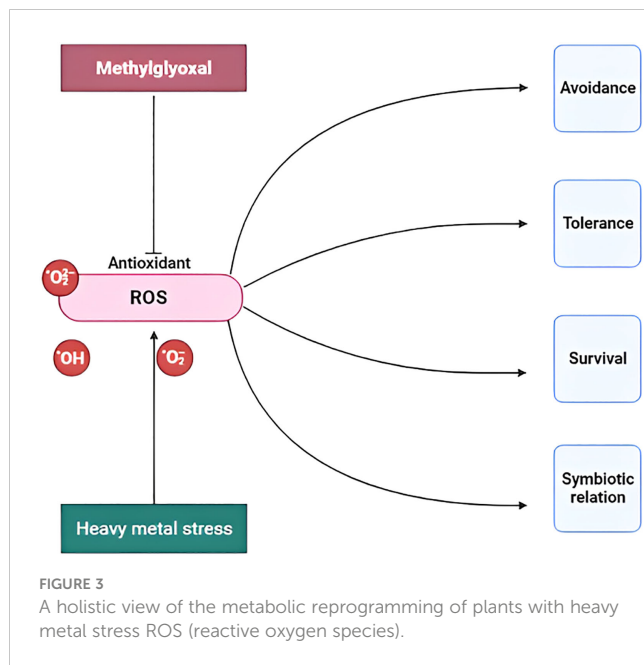 Methylglyoxal
Avoidance
Antioxidant
Tolerance
•O₂²⁻
ROS
•OH
•O₂⁻
Survival
Heavy metal stress
Symbiotic
relation
FIGURE 3
A holistic view of the metabolic reprogramming of plants with heavy
metal stress ROS (reactive oxygen species).